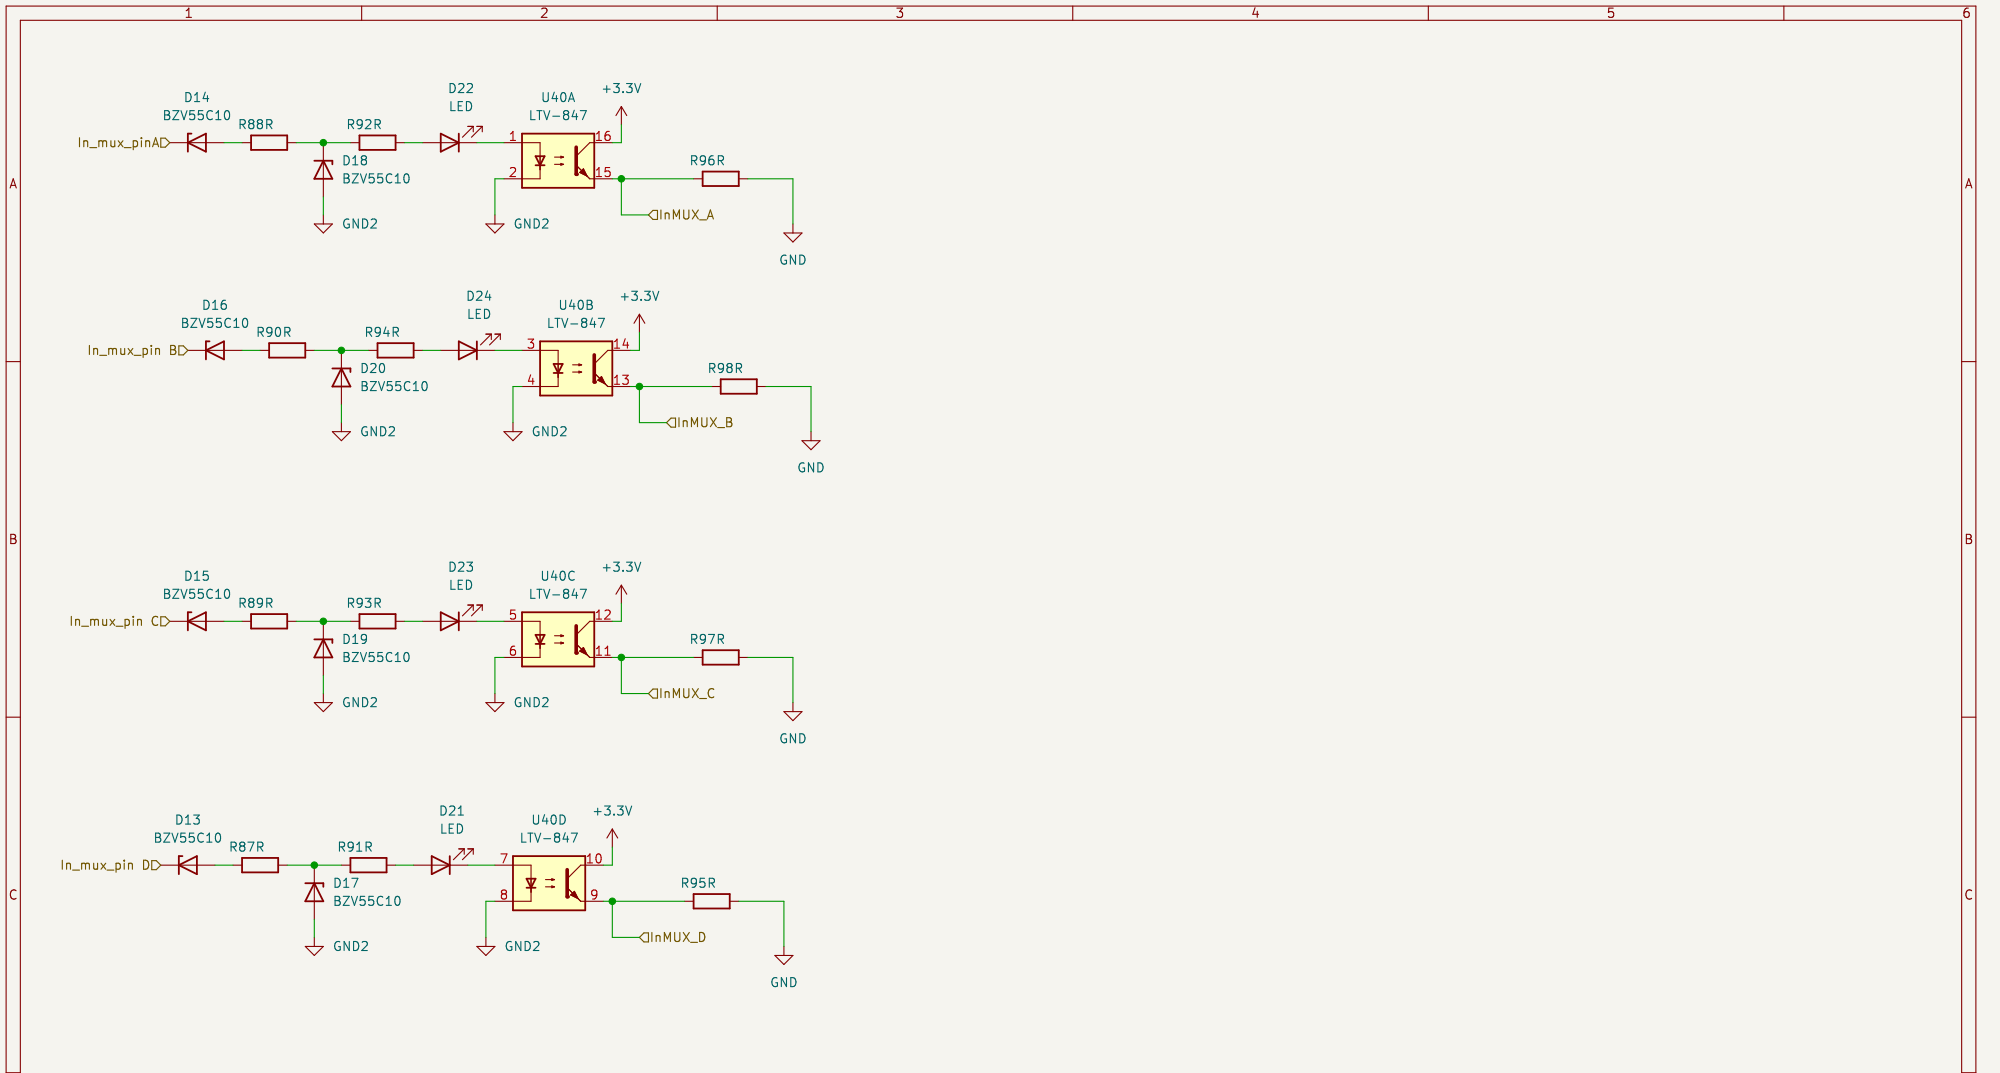 1 2 3 4 5 6
A A
B B
C C
In_mux_pinA
D14
BZV55C10
R88R
D18
BZV55C10
GND2
R92R
D22
LED
U40A
LTV-847
1
2
16
15
GND2
+3.3V
InMUX_A
R96R
GND
In_mux_pin B
D16
BZV55C10
R90R
D20
BZV55C10
GND2
R94R
D24
LED
U40B
LTV-847
3
4
14
13
GND2
+3.3V
InMUX_B
R98R
GND
In_mux_pin C
D15
BZV55C10
R89R
D19
BZV55C10
GND2
R93R
D23
LED
U40C
LTV-847
5
6
12
11
GND2
+3.3V
InMUX_C
R97R
GND
In_mux_pin D
D13
BZV55C10
R87R
D17
BZV55C10
GND2
R91R
D21
LED
U40D
LTV-847
7
8
10
9
GND2
+3.3V
InMUX_D
R95R
GND